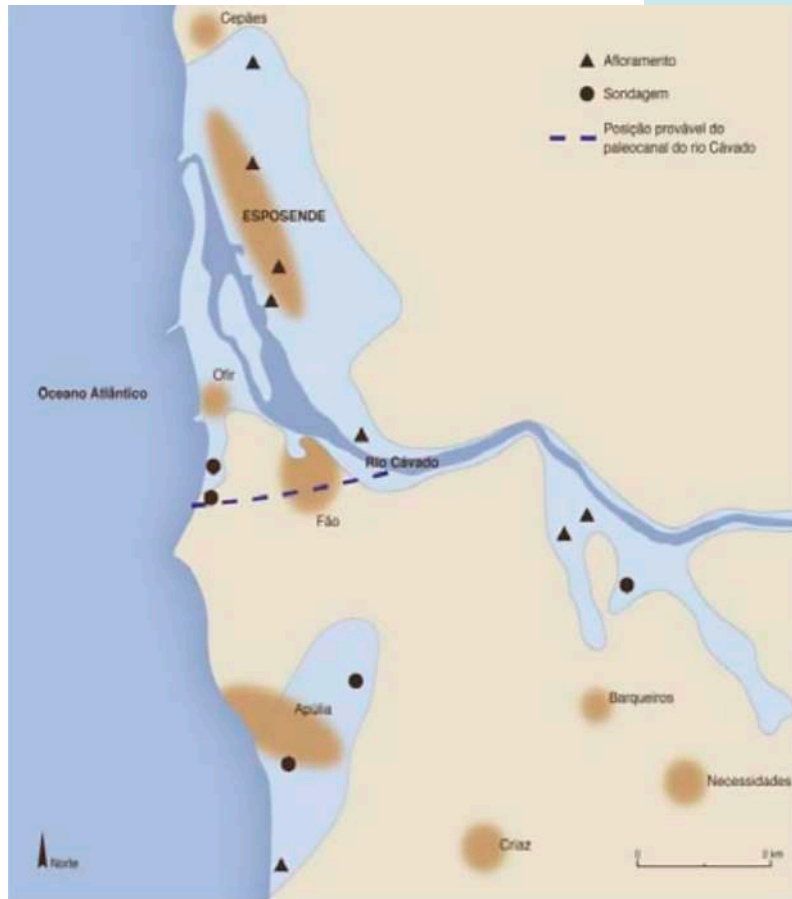 Cepães
Afloramento
Sondagem
Posição provável do
paleocanal do rio Cávado
ESPOSENDE
Ofir
Oceano Atlântico
Rio Cávado
Fão
Apúlia
Barqueiros
Necessidades
Criaz
Norte
0 2 km